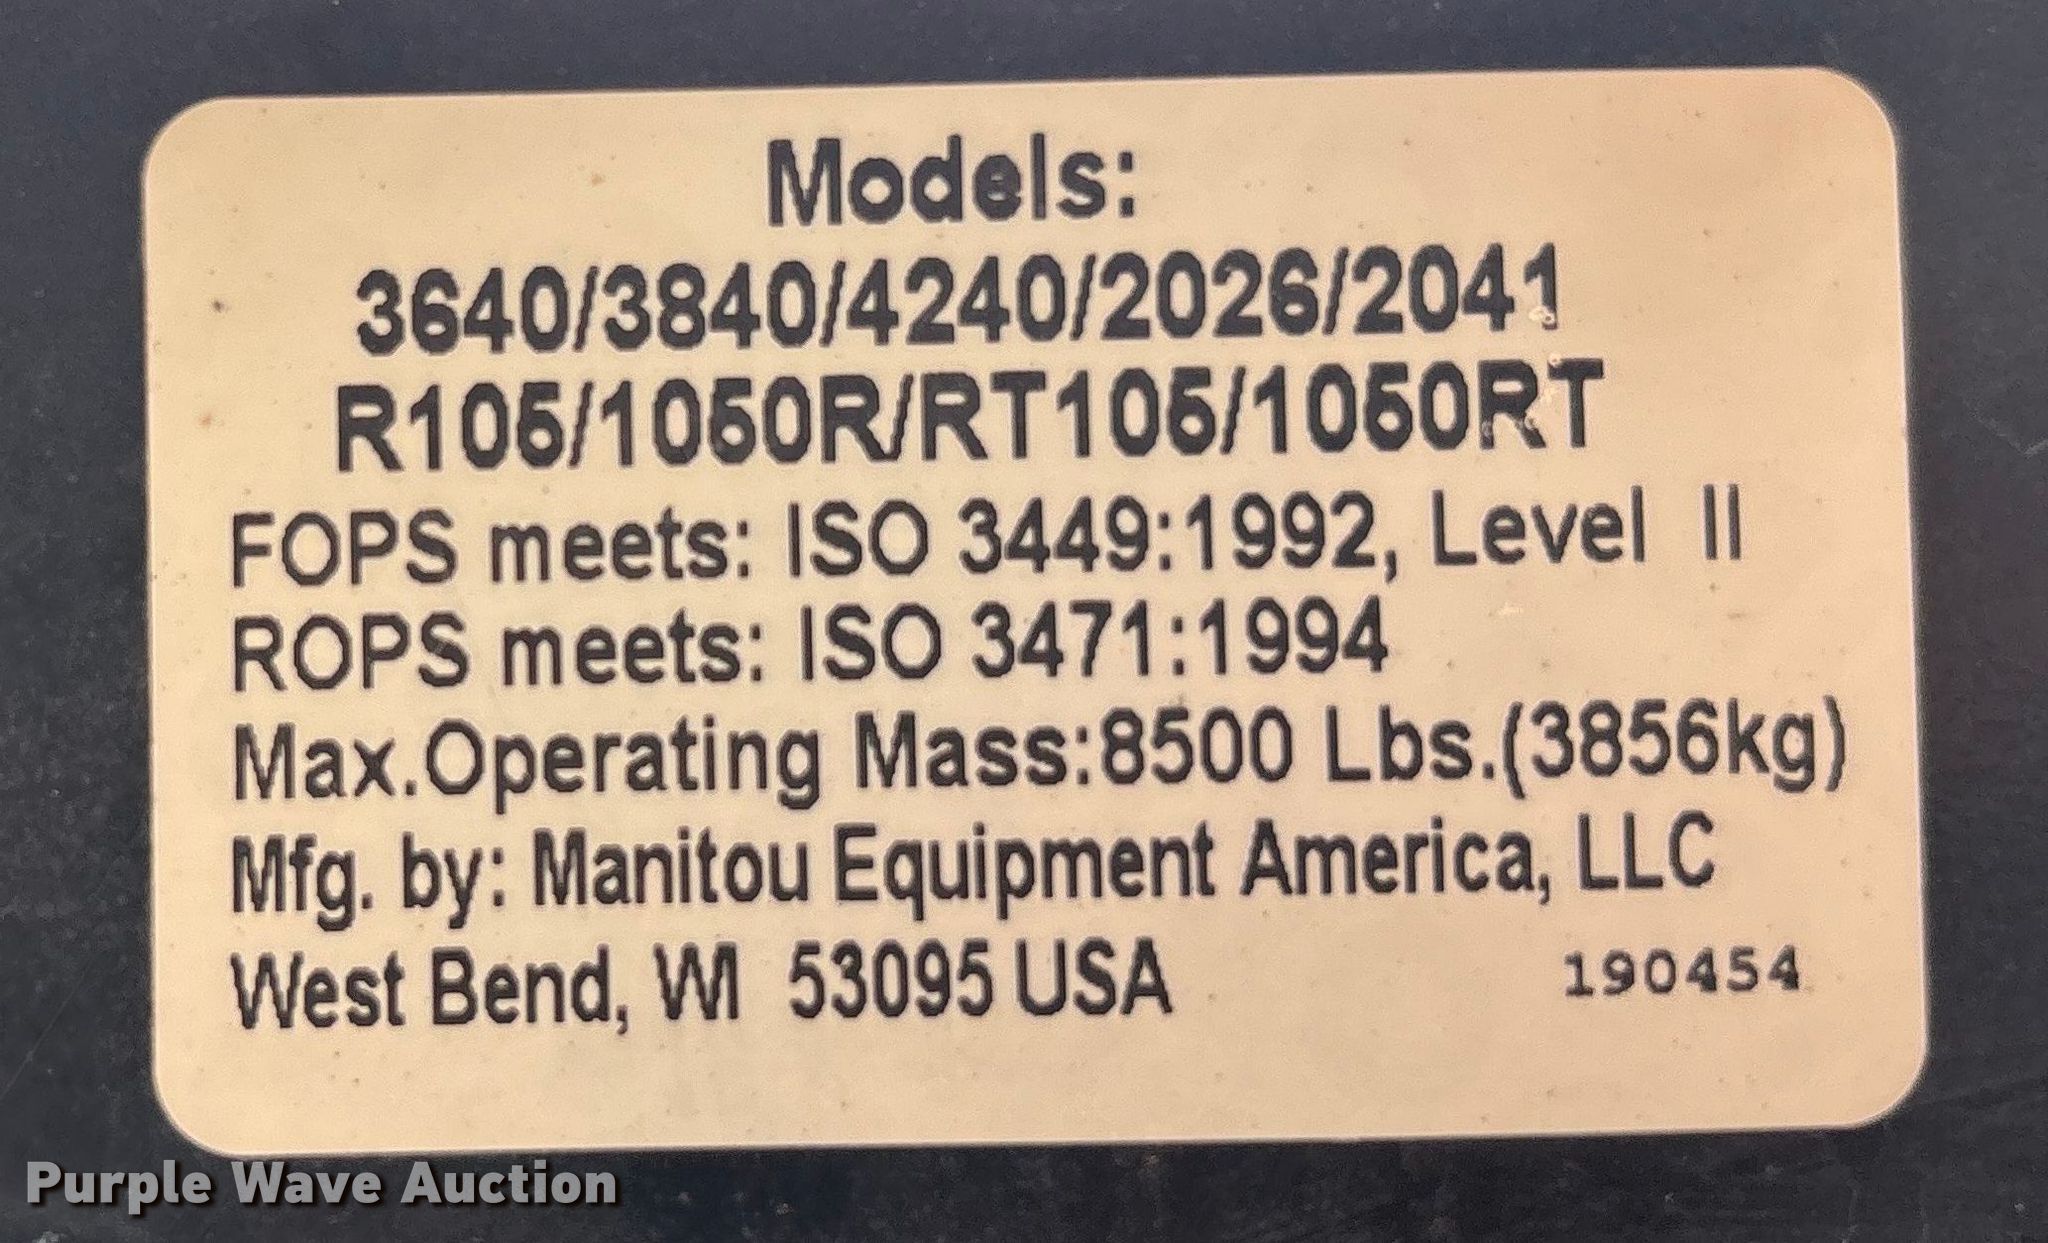 Models:
3640/3840/4240/2026/2041
R105/1050R/RT105/1050RT
FOPS meets: ISO 3449:1992, Level II
ROPS meets: ISO 3471:1994
Max.Operating Mass:8500 Lbs.(3856kg)
Mfg. by: Manitou Equipment America, LLC
West Bend, WI 53095 USA 190454
Purple Wave Auction